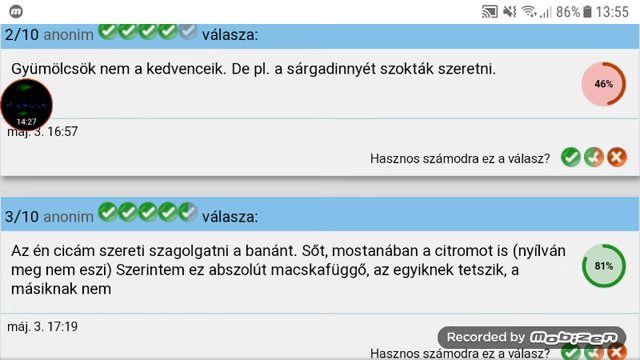 86% 13:55
2/10 anonim válasza:
Gyümölcsök nem a kedvenceik. De pl. a sárgadinnyét szokták szeretni.
46%
14:27
máj. 3. 16:57
Hasznos számodra ez a válasz?
3/10 anonim válasza:
Az én cicám szereti szagolgatni a banánt. Sőt, mostanában a citromot is (nyílván
meg nem eszi) Szerintem ez abszolút macskafüggő, az egyiknek tetszik, a
másiknak nem
81%
máj. 3. 17:19
Recorded by Mobizen
Hasznos számodra ez a válasz?